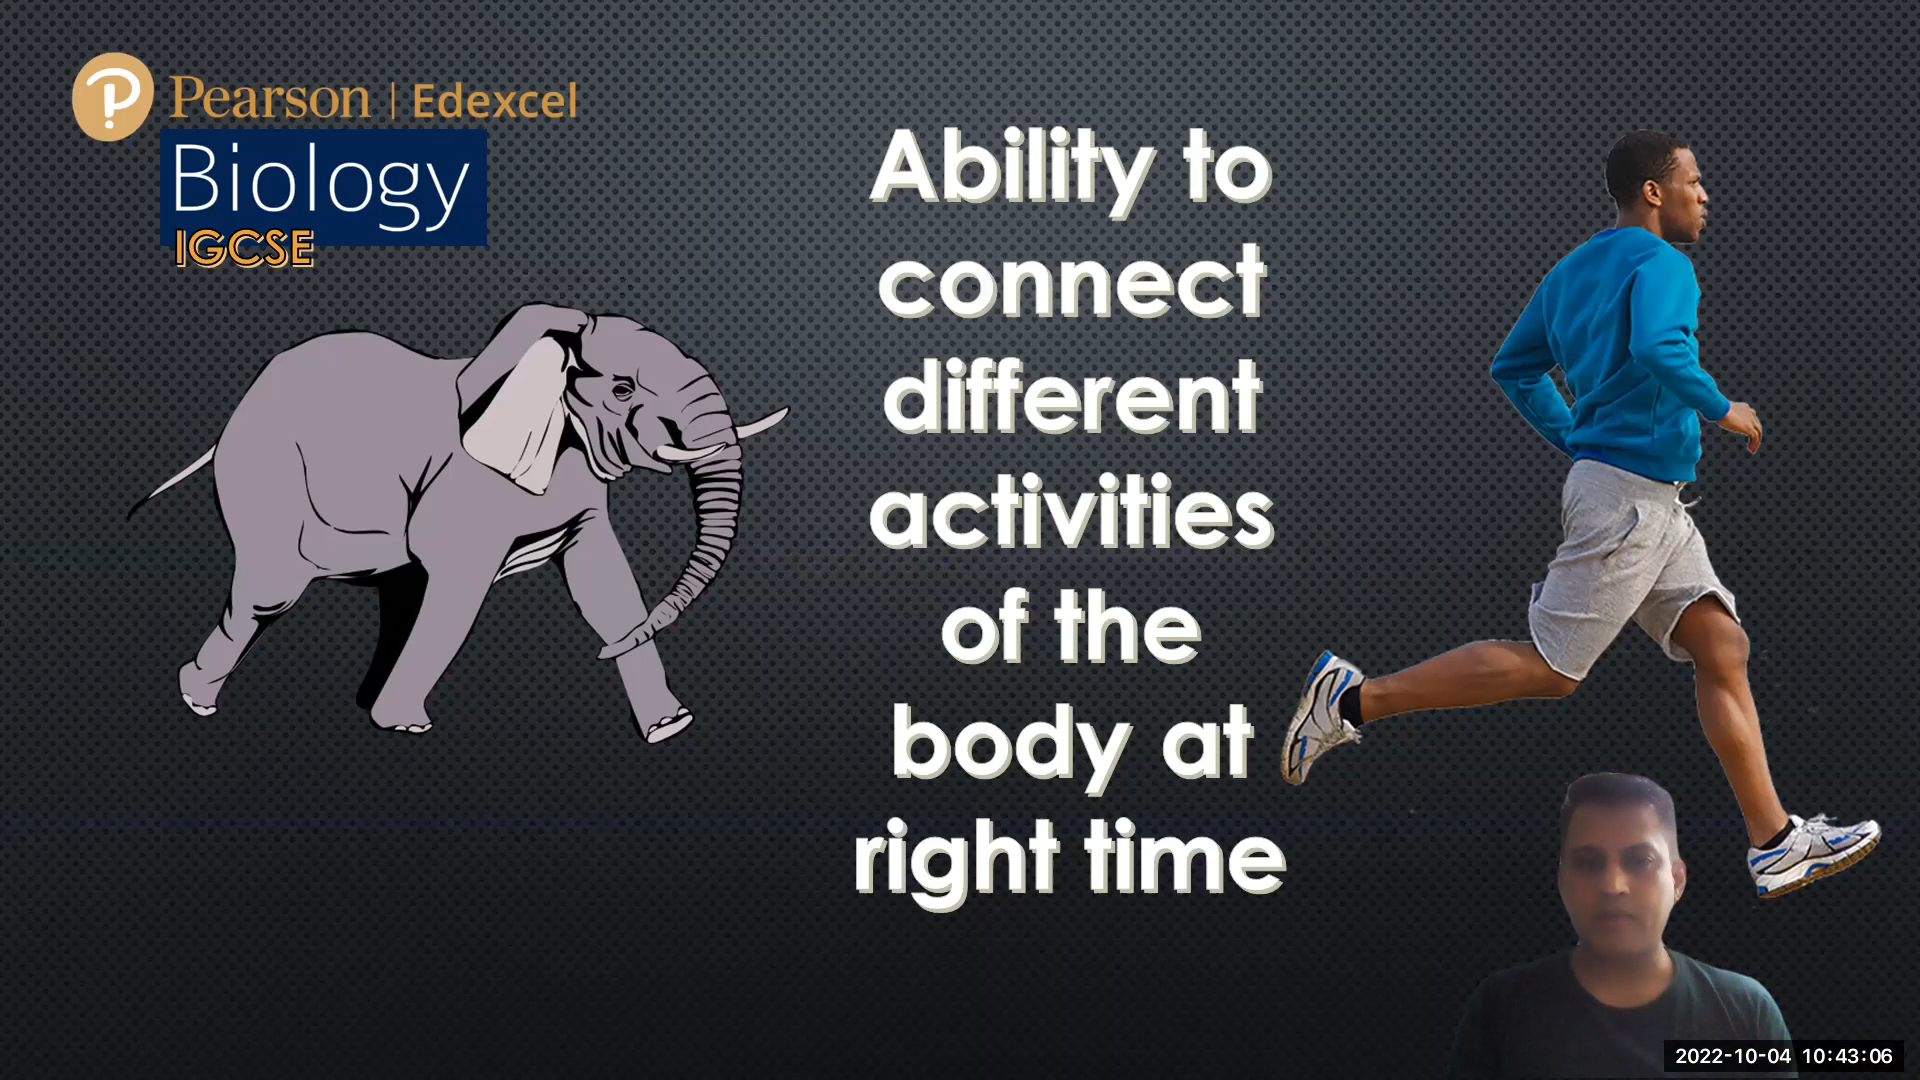 Pearson | Edexcel
Biology
IGCSE
Ability to
connect
different
activities
of the
body at
right time
2022-10-04 10:43:06